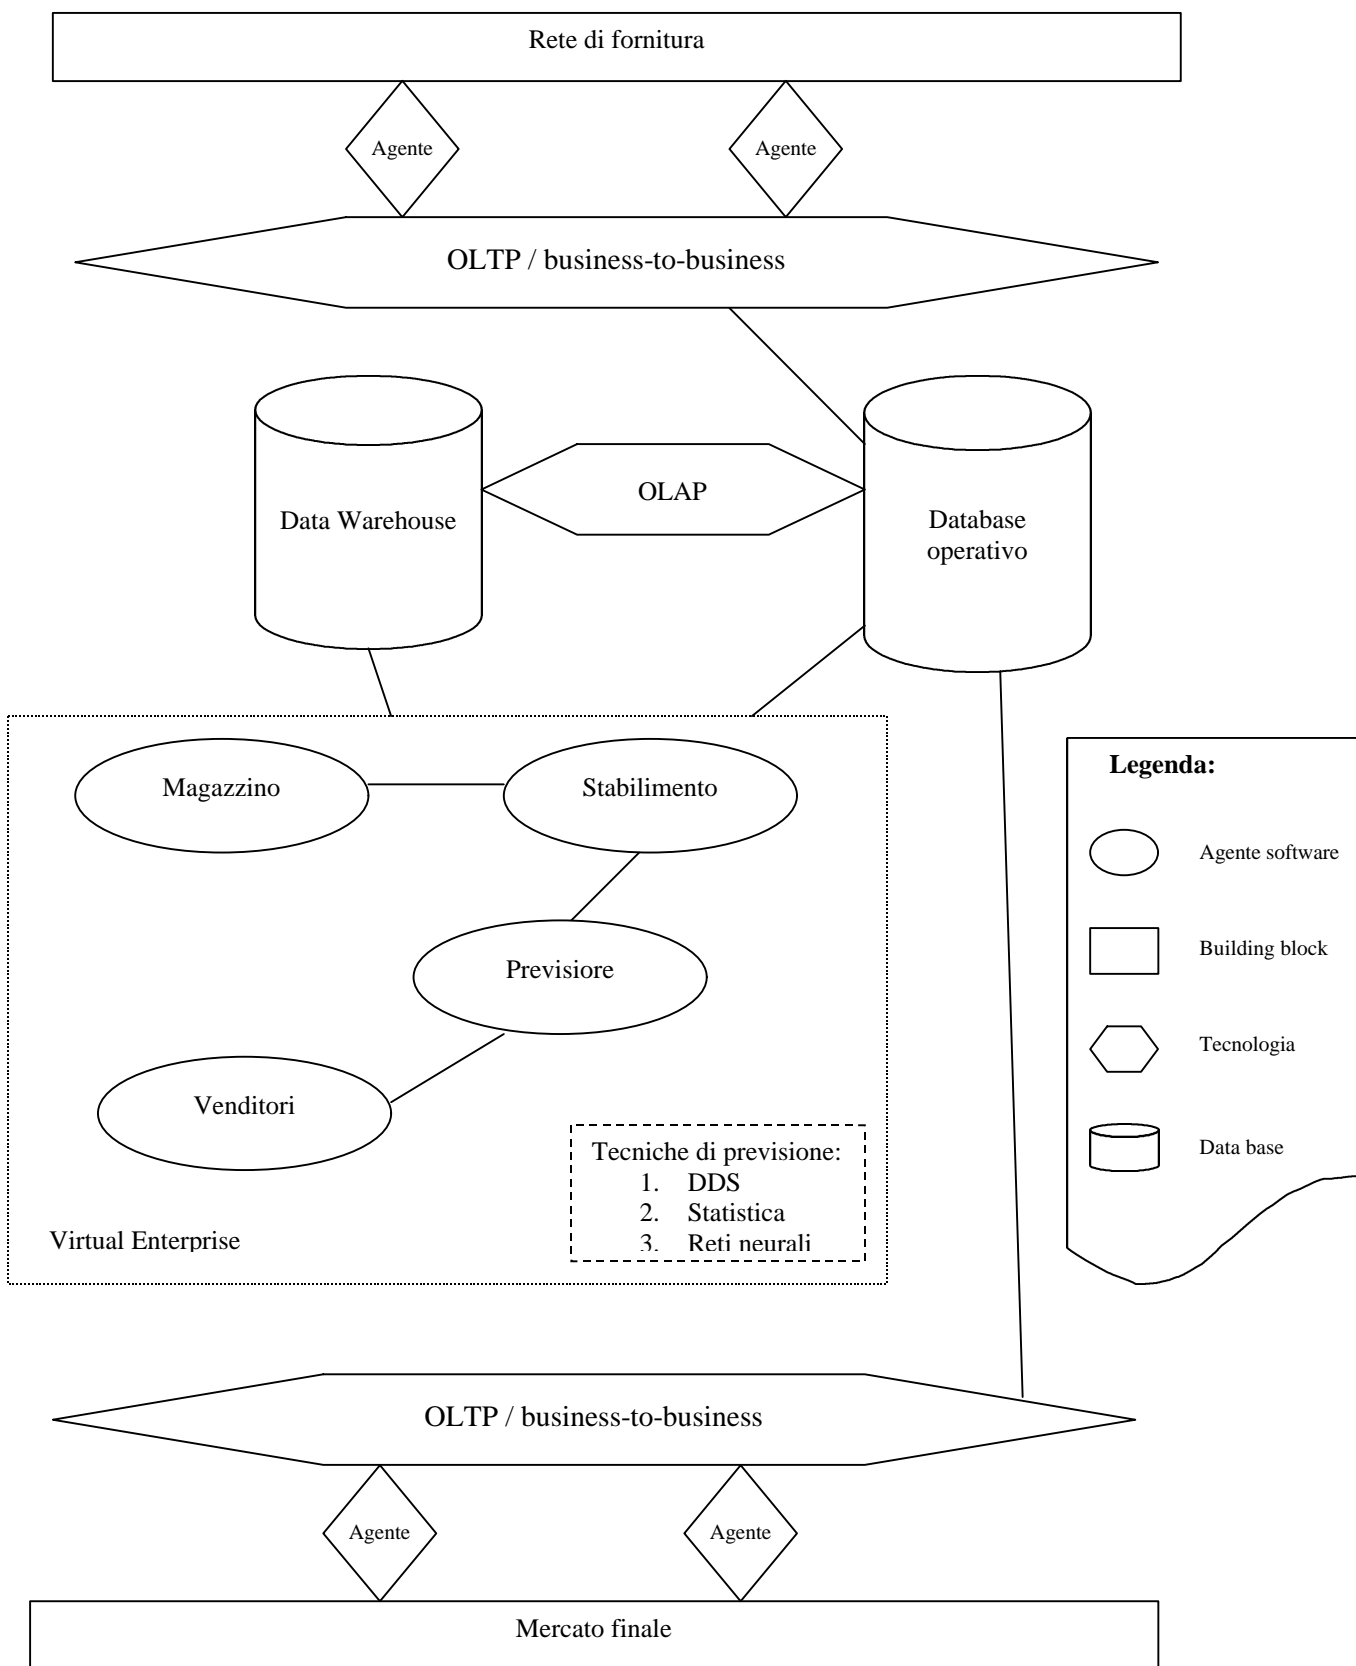 Rete di fornitura
Agente
Agente
OLTP / business-to-business
OLAP
Data Warehouse
Database
operativo
Magazzino
Stabilimento
Previsiore
Venditori
Tecniche di previsione:
1. DDS
2. Statistica
3. Reti neurali
Virtual Enterprise
Legenda:
Agente software
Building block
Tecnologia
Data base
OLTP / business-to-business
Agente
Agente
Mercato finale